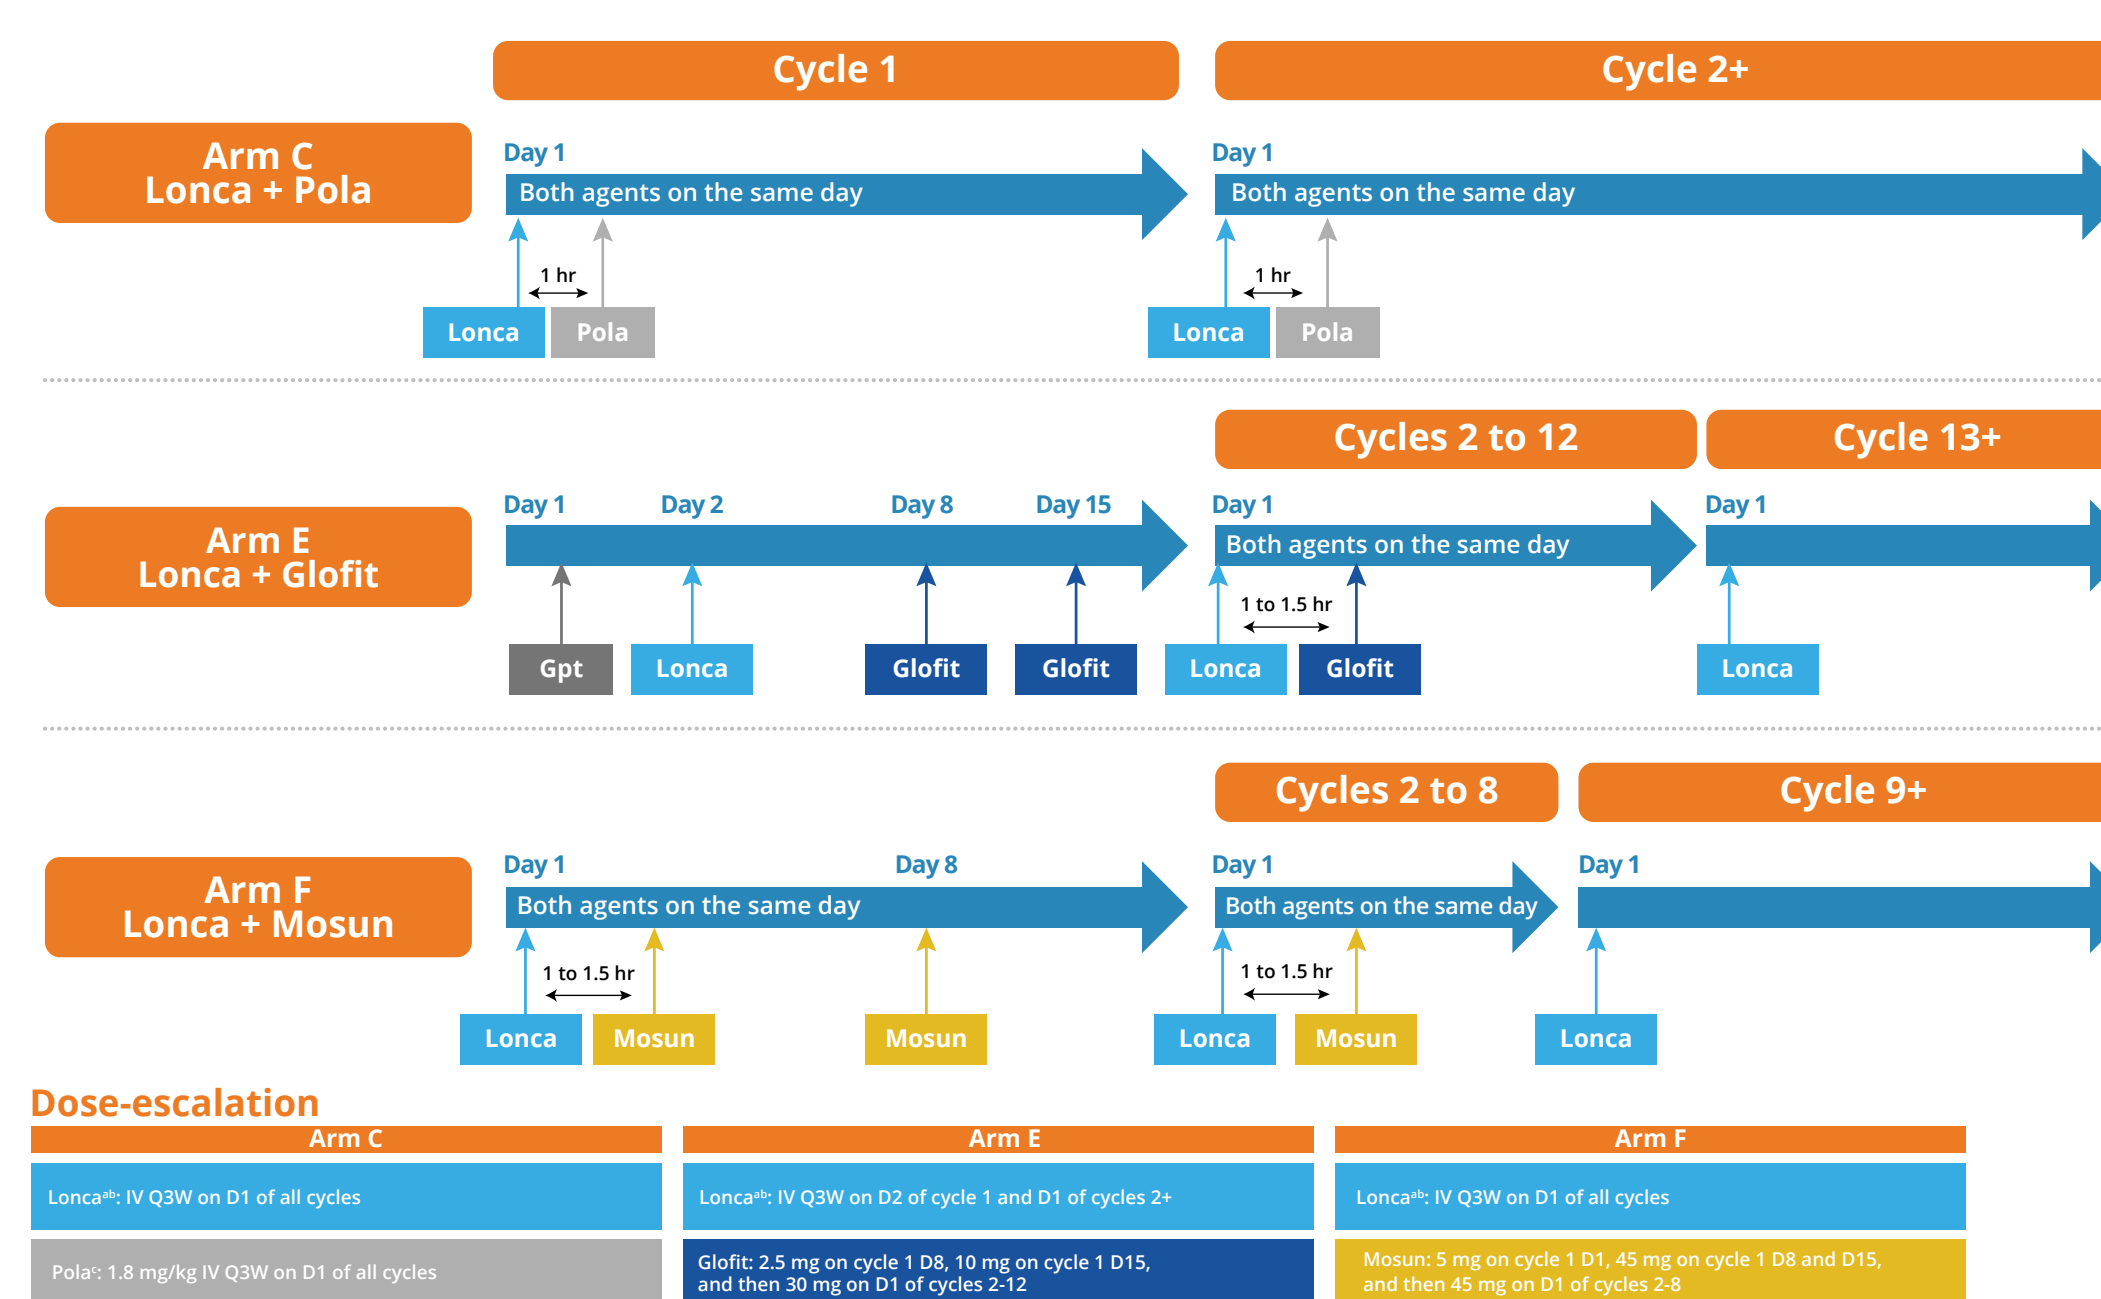 Cycle 1
Cycle 2+
Arm C
Lonca + Pola
Day 1
Both agents on the same day
1 hr
Lonca
Pola
Day 1
Both agents on the same day
1 hr
Lonca
Pola
Cycles 2 to 12
Cycle 13+
Arm E
Lonca + Glofit
Day 1
Day 2
Day 8
Day 15
Gpt
Lonca
Glofit
Glofit
Day 1
Both agents on the same day
1 to 1.5 hr
Lonca
Glofit
Day 1
Lonca
Cycles 2 to 8
Cycle 9+
Arm F
Lonca + Mosun
Day 1
Day 8
Both agents on the same day
1 to 1.5 hr
Lonca
Mosun
Mosun
Day 1
Both agents on the same day
1 to 1.5 hr
Lonca
Mosun
Day 1
Lonca
Dose-escalation
Arm C
Loncaᵃᵇ: IV Q3W on D1 of all cycles
Polaᶜ: 1.8 mg/kg IV Q3W on D1 of all cycles
Arm E
Loncaᵃᵇ: IV Q3W on D2 of cycle 1 and D1 of cycles 2+
Glofit: 2.5 mg on cycle 1 D8, 10 mg on cycle 1 D15,
and then 30 mg on D1 of cycles 2-12
Arm F
Loncaᵃᵇ: IV Q3W on D1 of all cycles
Mosun: 5 mg on cycle 1 D1, 45 mg on cycle 1 D8 and D15,
and then 45 mg on D1 of cycles 2-8